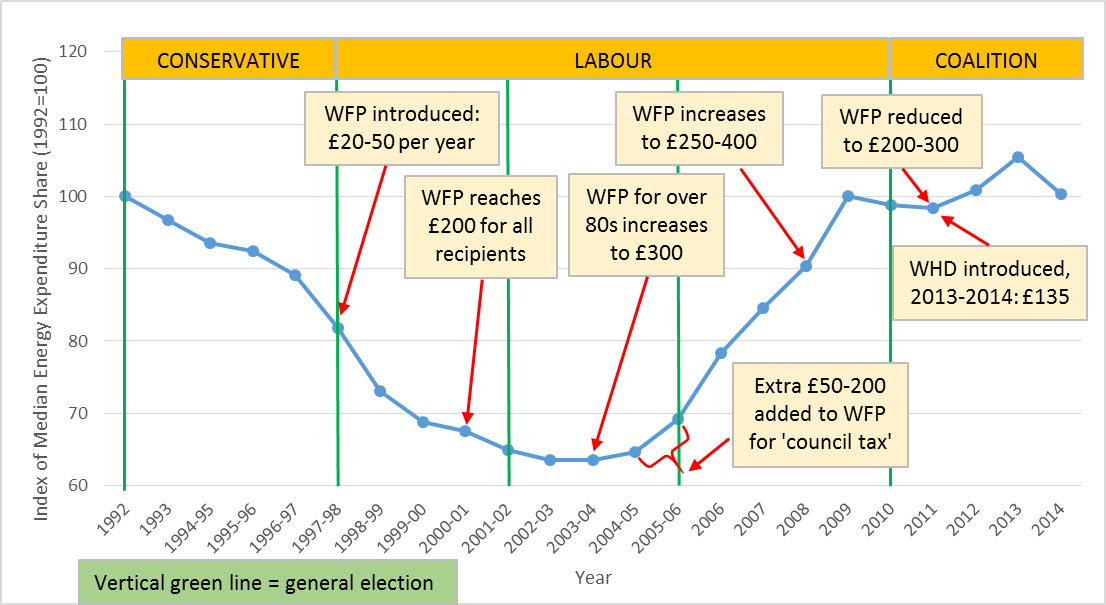 CONSERVATIVE
LABOUR
COALITION
Index of Median Energy Expenditure Share (1992=100)
120
110
100
90
80
70
60
WFP introduced:
£20-50 per year
WFP reaches
£200 for all
recipients
WFP for over
80s increases
to £300
WFP increases
to £250-400
WFP reduced
to £200-300
WHD introduced,
2013-2014: £135
Extra £50-200
added to WFP
for 'council tax'
1992
1993
1994-95
1995-96
1996-97
1997-98
1998-99
1999-00
2000-01
2001-02
2002-03
2003-04
2004-05
2005-06
2006
2007
2008
2009
2010
2011
2012
2013
2014
Year
Vertical green line = general election